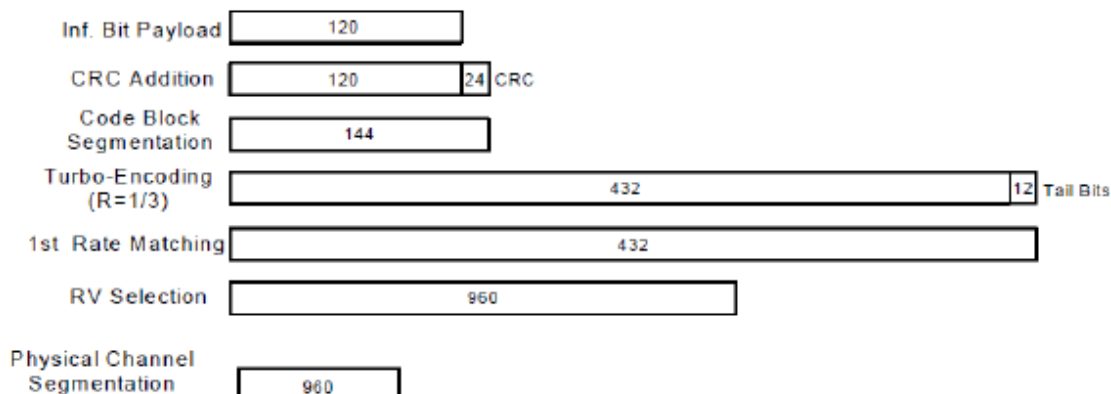 Inf. Bit Payload 120
CRC Addition 120 24 CRC
Code Block
Segmentation 144
Turbo-Encoding
(R=1/3) 432 12 Tail Bits
1st Rate Matching 432
RV Selection 960
Physical Channel
Segmentation 960